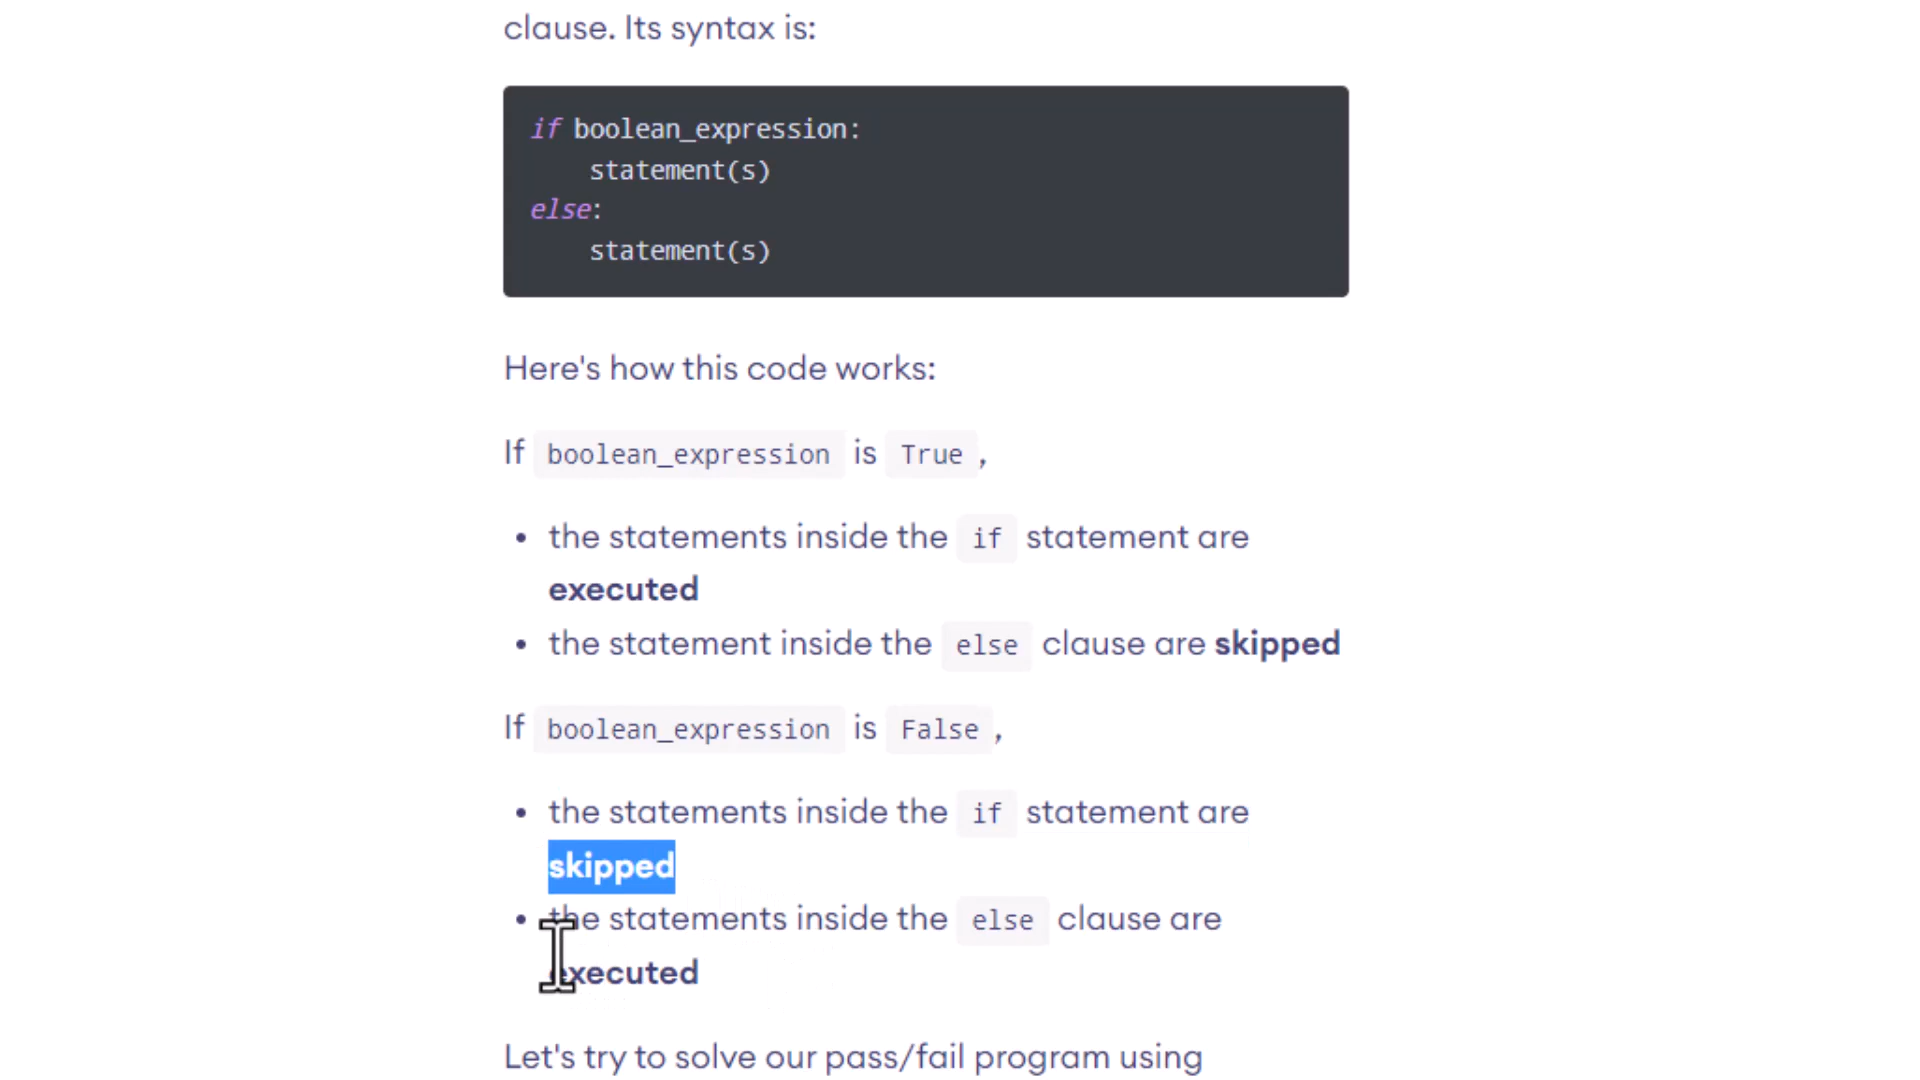 clause. Its syntax is:
if boolean_expression:
    statement(s)
else:
    statement(s)
Here's how this code works:
If boolean_expression is True ,
• the statements inside the if statement are
executed
• the statement inside the else clause are skipped
If boolean_expression is False ,
• the statements inside the if statement are
skipped
• the statements inside the else clause are
executed
Let's try to solve our pass/fail program using